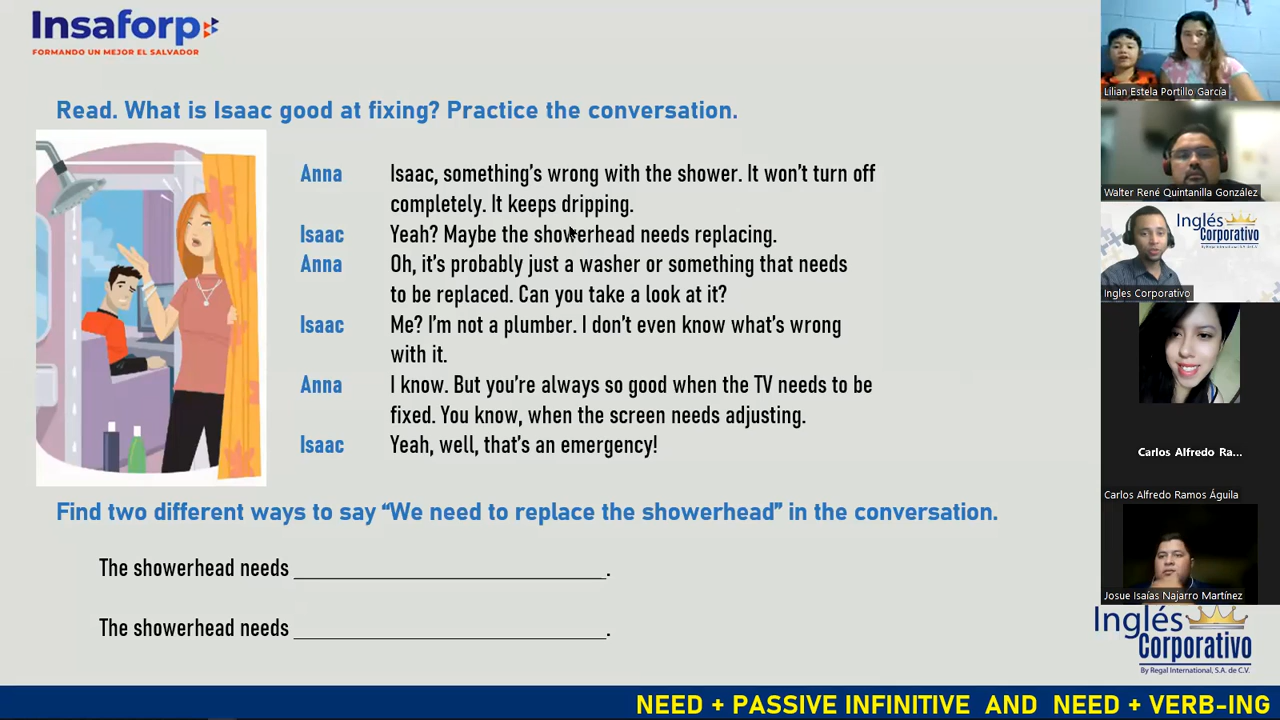 Insaforp
FORMANDO UN MEJOR EL SALVADOR
Read. What is Isaac good at fixing? Practice the conversation.
Anna Isaac, something's wrong with the shower. It won't turn off
completely. It keeps dripping.
Isaac Yeah? Maybe the showerhead needs replacing.
Anna Oh, it's probably just a washer or something that needs
to be replaced. Can you take a look at it?
Isaac Me? I'm not a plumber. I don't even know what's wrong
with it.
Anna I know. But you're always so good when the TV needs to be
fixed. You know, when the screen needs adjusting.
Isaac Yeah, well, that's an emergency!
Find two different ways to say “We need to replace the showerhead” in the conversation.
The showerhead needs ______________________________.
The showerhead needs ______________________________.
NEED + PASSIVE INFINITIVE AND NEED + VERB-ING
Lilian Estela Portillo García
Walter René Quintanilla González
Inglés
Corporativo
Ingles Corporativo
Carlos Alfredo Ra...
Carlos Alfredo Ramos Águila
Josue Isaías Najarro Martínez
Inglés
Corporativo
By Regal International, S.A. de C.V.